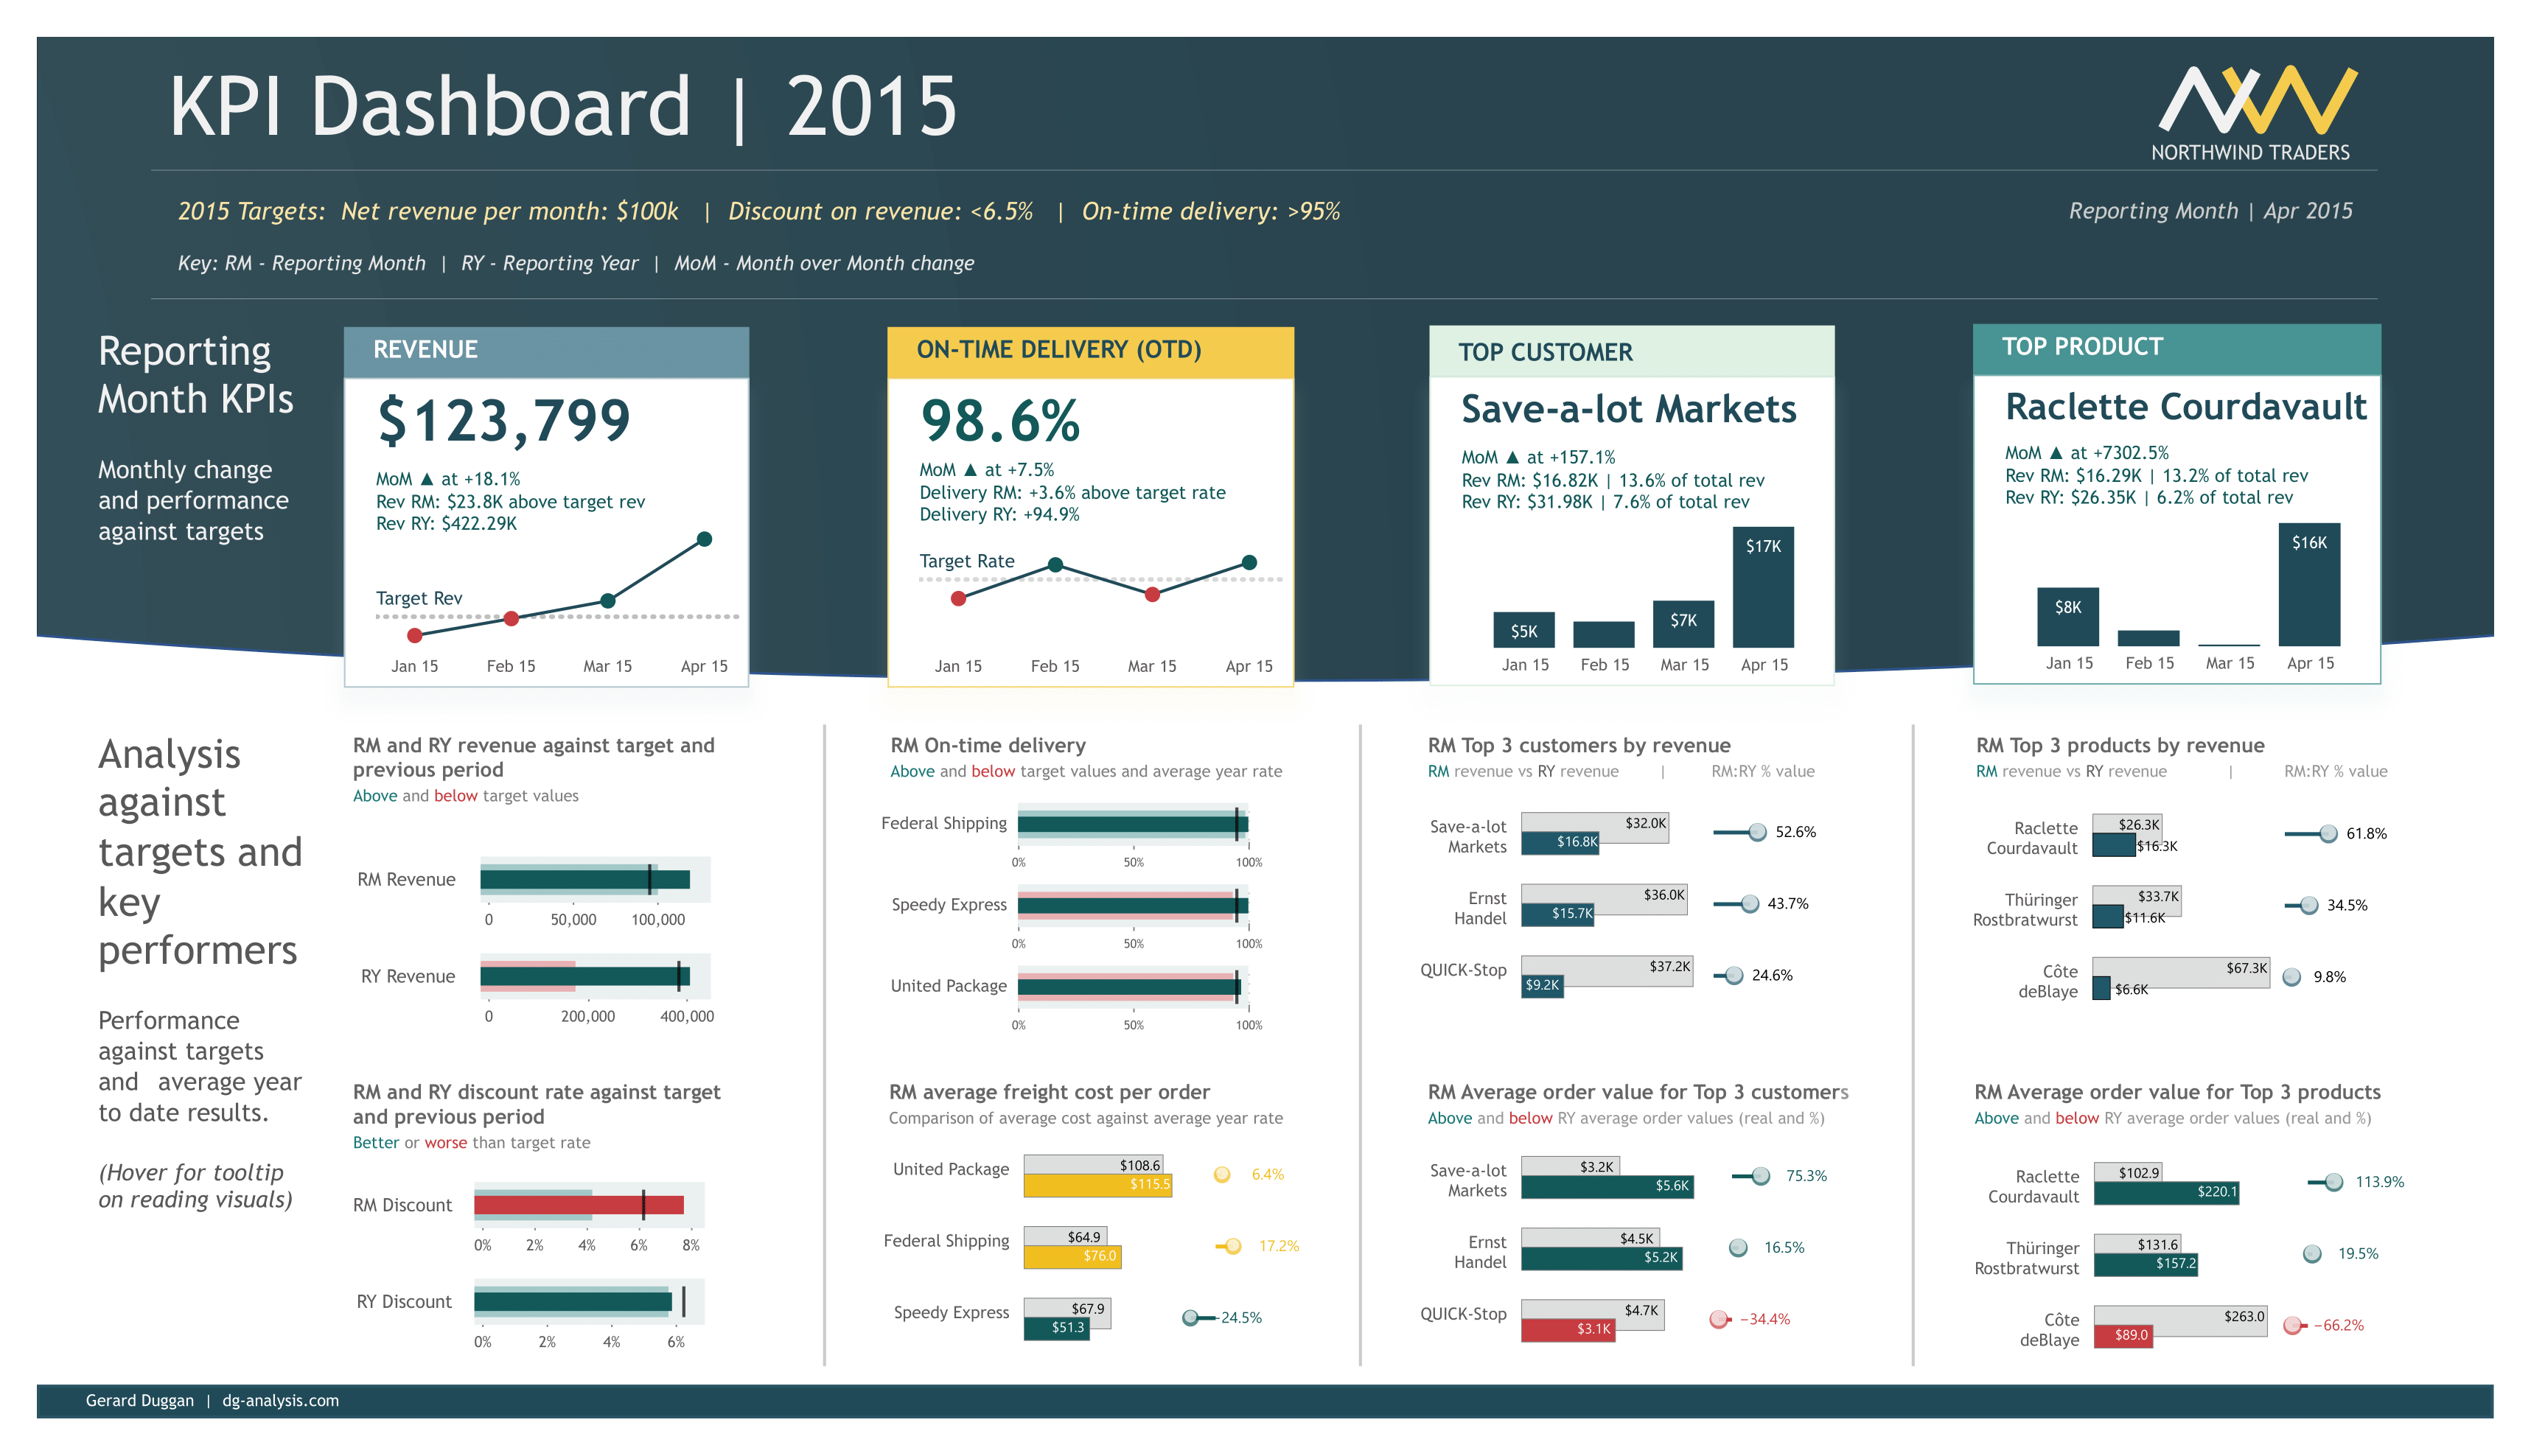 KPI Dashboard | 2015
NORTHWIND TRADERS
2015 Targets:  Net revenue per month: $100k  |  Discount on revenue: <6.5%  |  On-time delivery: >95%
Reporting Month | Apr 2015
Key: RM - Reporting Month  |  RY - Reporting Year  |  MoM - Month over Month change
Reporting
Month KPIs
Monthly change
and performance
against targets
REVENUE
$123,799
MoM ▲ at +18.1%
Rev RM: $23.8K above target rev
Rev RY: $422.29K
Target Rev
Jan 15
Feb 15
Mar 15
Apr 15
ON-TIME DELIVERY (OTD)
98.6%
MoM ▲ at +7.5%
Delivery RM: +3.6% above target rate
Delivery RY: +94.9%
Target Rate
Jan 15
Feb 15
Mar 15
Apr 15
TOP CUSTOMER
Save-a-lot Markets
MoM ▲ at +157.1%
Rev RM: $16.82K | 13.6% of total rev
Rev RY: $31.98K | 7.6% of total rev
$17K
$5K
$7K
Jan 15
Feb 15
Mar 15
Apr 15
TOP PRODUCT
Raclette Courdavault
MoM ▲ at +7302.5%
Rev RM: $16.29K | 13.2% of total rev
Rev RY: $26.35K | 6.2% of total rev
$16K
$8K
Jan 15
Feb 15
Mar 15
Apr 15
Analysis
against
targets and
key
performers
Performance
against targets
and  average year
to date results.
(Hover for tooltip
on reading visuals)
RM and RY revenue against target and
previous period
Above and below target values
RM Revenue
0
50,000
100,000
RY Revenue
0
200,000
400,000
RM and RY discount rate against target
and previous period
Better or worse than target rate
RM Discount
0%
2%
4%
6%
8%
RY Discount
0%
2%
4%
6%
RM On-time delivery
Above and below target values and average year rate
Federal Shipping
0%
50%
100%
Speedy Express
0%
50%
100%
United Package
0%
50%
100%
RM average freight cost per order
Comparison of average cost against average year rate
United Package
$108.6
$115.5
6.4%
Federal Shipping
$64.9
$76.0
17.2%
Speedy Express
$67.9
$51.3
-24.5%
RM Top 3 customers by revenue
RM revenue vs RY revenue | RM:RY % value
Save-a-lot
Markets
$32.0K
$16.8K
52.6%
Ernst
Handel
$36.0K
$15.7K
43.7%
QUICK-Stop
$37.2K
$9.2K
24.6%
RM Average order value for Top 3 customers
Above and below RY average order values (real and %)
Save-a-lot
Markets
$3.2K
$5.6K
75.3%
Ernst
Handel
$4.5K
$5.2K
16.5%
QUICK-Stop
$4.7K
$3.1K
−34.4%
RM Top 3 products by revenue
RM revenue vs RY revenue | RM:RY % value
Raclette
Courdavault
$26.3K
$16.3K
61.8%
Thüringer
Rostbratwurst
$33.7K
$11.6K
34.5%
Côte
deBlaye
$67.3K
$6.6K
9.8%
RM Average order value for Top 3 products
Above and below RY average order values (real and %)
Raclette
Courdavault
$102.9
$220.1
113.9%
Thüringer
Rostbratwurst
$131.6
$157.2
19.5%
Côte
deBlaye
$263.0
$89.0
−66.2%
Gerard Duggan  |  dg-analysis.com